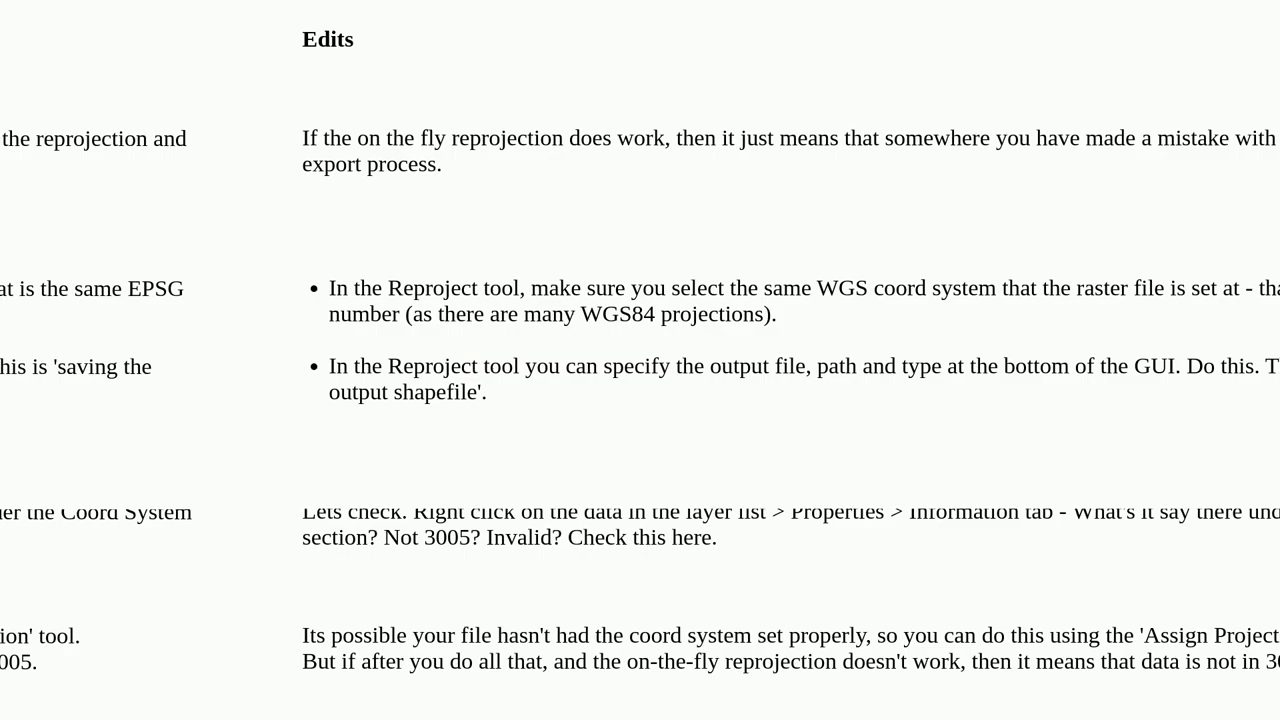 Edits
the reprojection and
If the on the fly reprojection does work, then it just means that somewhere you have made a mistake with
export process.
at is the same EPSG
• In the Reproject tool, make sure you select the same WGS coord system that the raster file is set at - tha
number (as there are many WGS84 projections).
his is 'saving the
• In the Reproject tool you can specify the output file, path and type at the bottom of the GUI. Do this. T
output shapefile'.
er the Coord System
Lets check. Right click on the data in the layer list > Properties > Information tab - What's it say there und
section? Not 3005? Invalid? Check this here.
ion' tool.
Its possible your file hasn't had the coord system set properly, so you can do this using the 'Assign Project
005.
But if after you do all that, and the on-the-fly reprojection doesn't work, then it means that data is not in 30